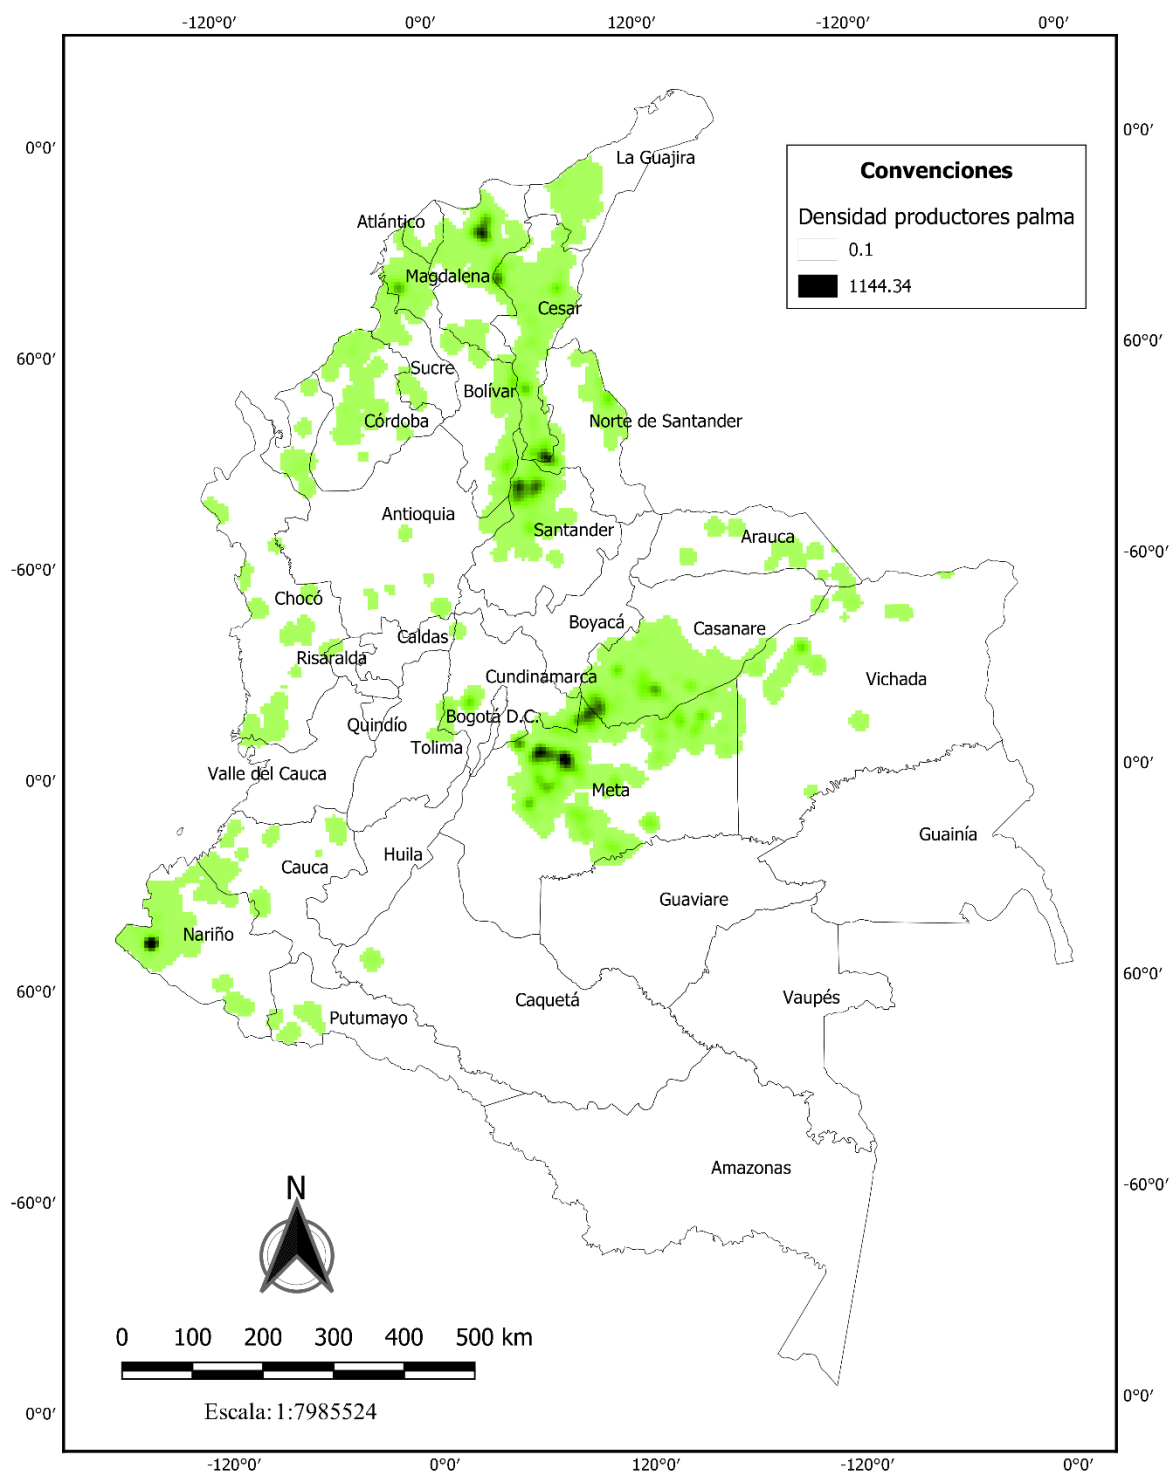 -120°0′ 0°0′ 120°0′ -120°0′ 0°0′
0°0′
0°0′
La Guajira
Convenciones
Densidad productores palma
0.1
1144.34
Atlántico
Magdalena
Cesar
60°0′
60°0′
Sucre
Bolívar
Córdoba
Norte de Santander
Antioquia
Santander
Arauca
-60°0′
-60°0′
Chocó
Boyacá
Casanare
Caldas
Risaralda
Cundinamarca
Vichada
Quindío
Bogotá D.C.
Tolima
0°0′
Valle del Cauca
0°0′
Meta
Guainía
Huila
Cauca
Guaviare
Nariño
60°0′
60°0′
Caquetá
Vaupés
Putumayo
Amazonas
-60°0′
-60°0′
N
0 100 200 300 400 500 km
Escala: 1:7985524
0°0′
0°0′
-120°0′ 0°0′ 120°0′ -120°0′ 0°0′